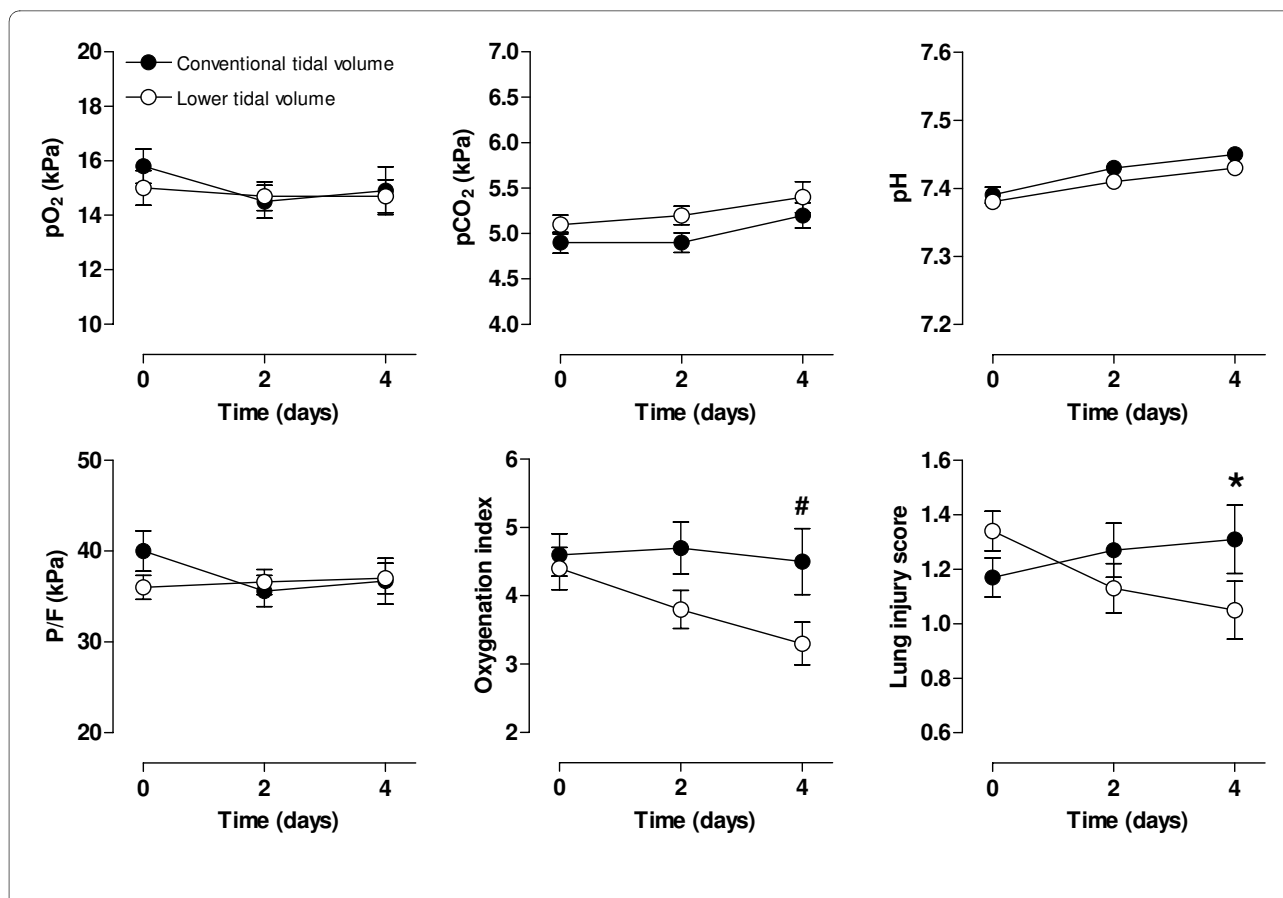 20
18
16
14
12
10
pO2 (kPa)
Conventional tidal volume
Lower tidal volume
0 2 4
Time (days)
7.0
6.5
6.0
5.5
5.0
4.5
4.0
pCO2 (kPa)
0 2 4
Time (days)
7.6
7.5
7.4
7.3
7.2
pH
0 2 4
Time (days)
50
40
30
20
P/F (kPa)
0 2 4
Time (days)
6
5
4
3
2
Oxygenation index
#
0 2 4
Time (days)
1.6
1.4
1.2
1.0
0.8
0.6
Lung injury score
*
0 2 4
Time (days)